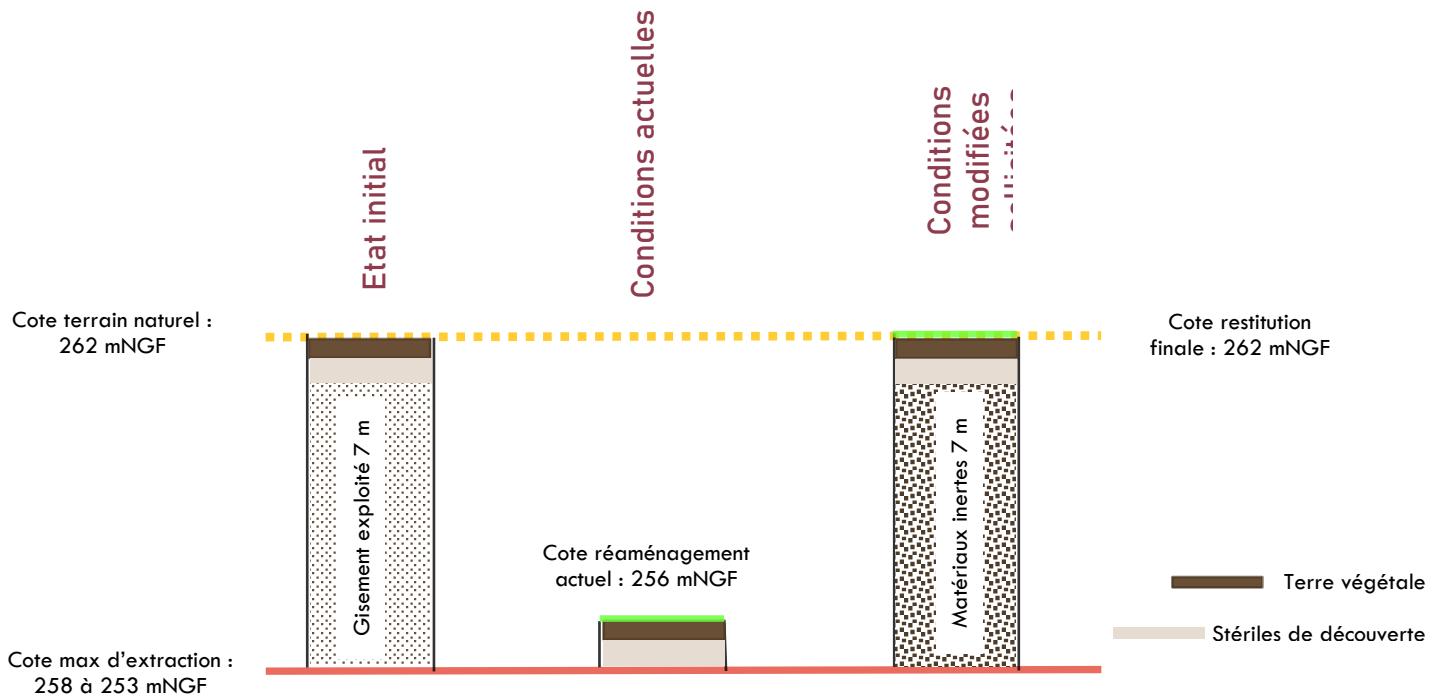 Etat initial
Conditions actuelles
Conditions
modifiées
Cote terrain naturel :
262 mNGF
Cote restitution
finale : 262 mNGF
Gisement exploité 7 m
Cote réaménagement
actuel : 256 mNGF
Matériaux inertes 7 m
Terre végétale
Stériles de découverte
Cote max d’extraction :
258 à 253 mNGF